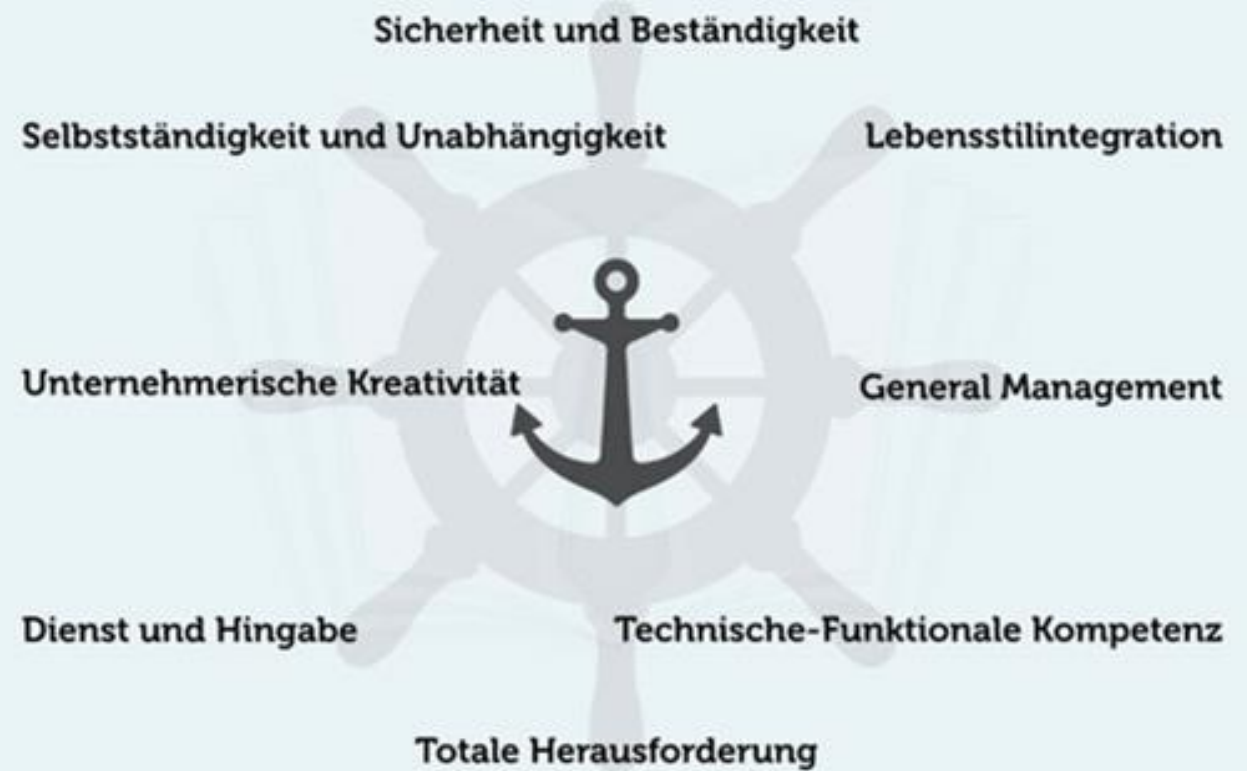 Sicherheit und Beständigkeit
Selbstständigkeit und Unabhängigkeit
Lebensstilintegration
Unternehmerische Kreativität
General Management
Dienst und Hingabe
Technische-Funktionale Kompetenz
Totale Herausforderung